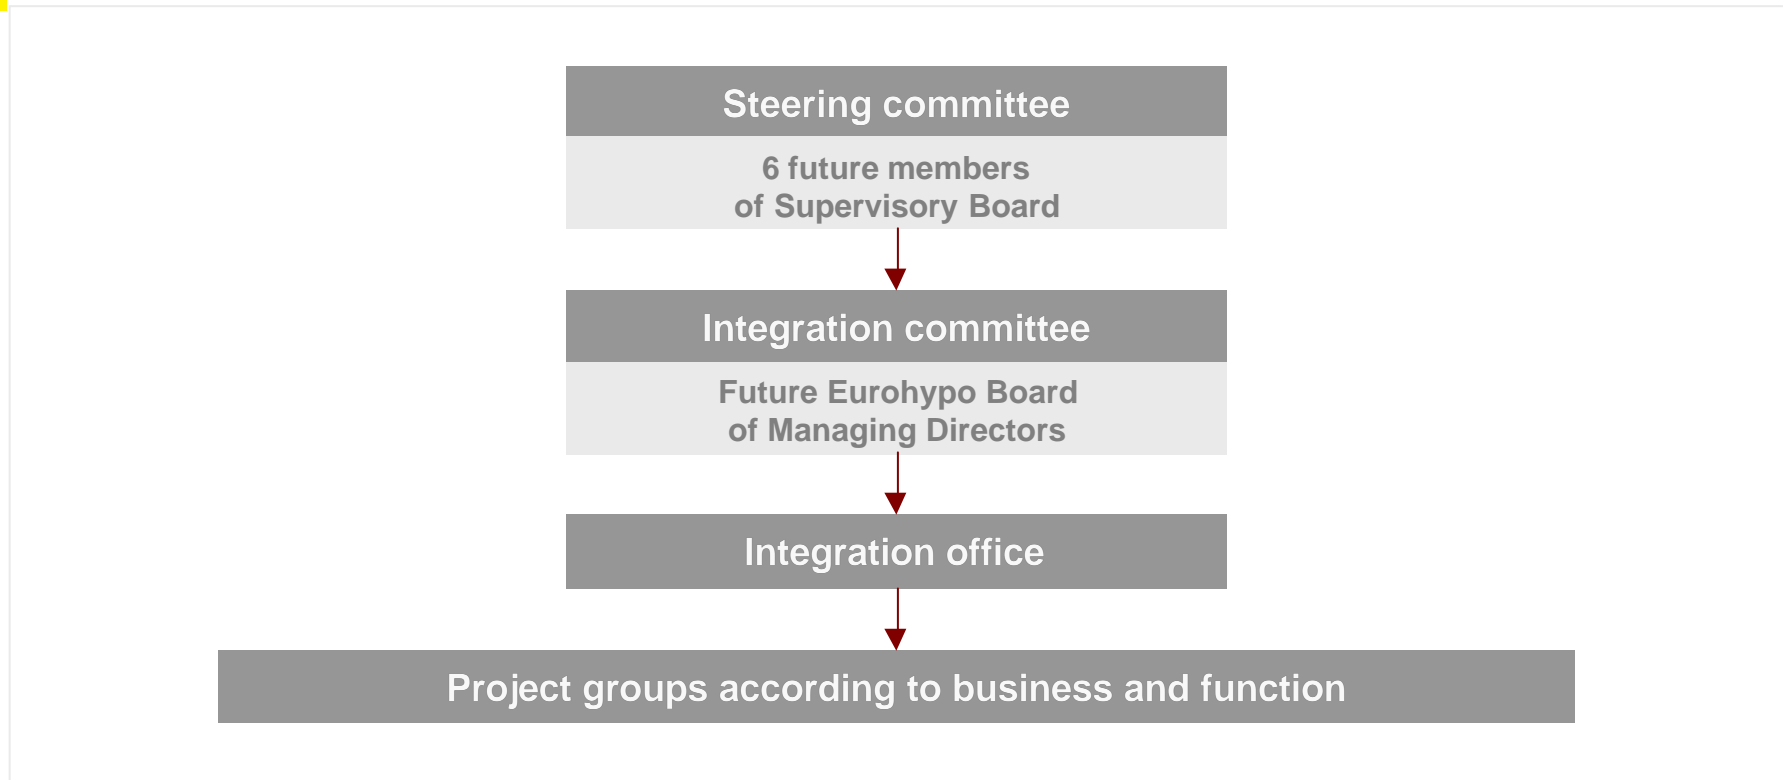 Steering committee
6 future members
of Supervisory Board
Integration committee
Future Eurohypo Board
of Managing Directors
Integration office
Project groups according to business and function